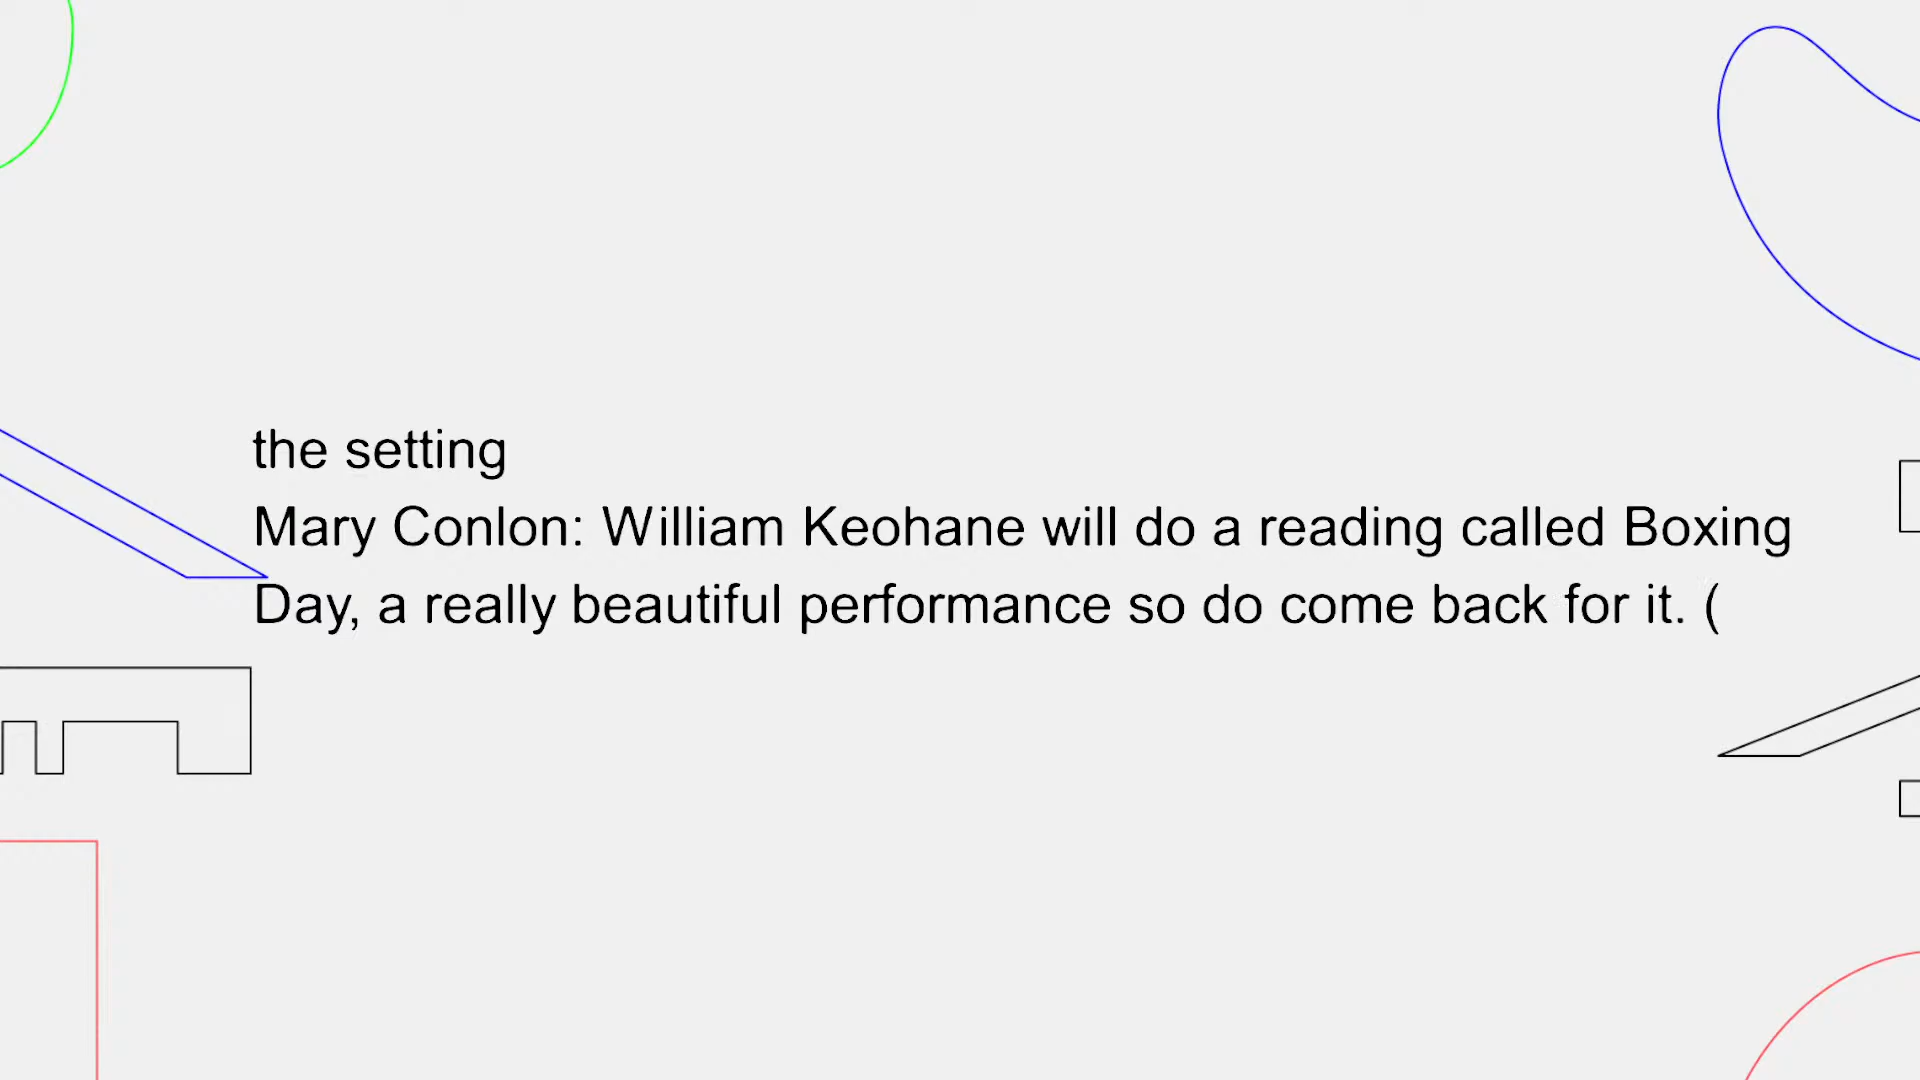 the setting
Mary Conlon: William Keohane will do a reading called Boxing
Day, a really beautiful performance so do come back for it. (